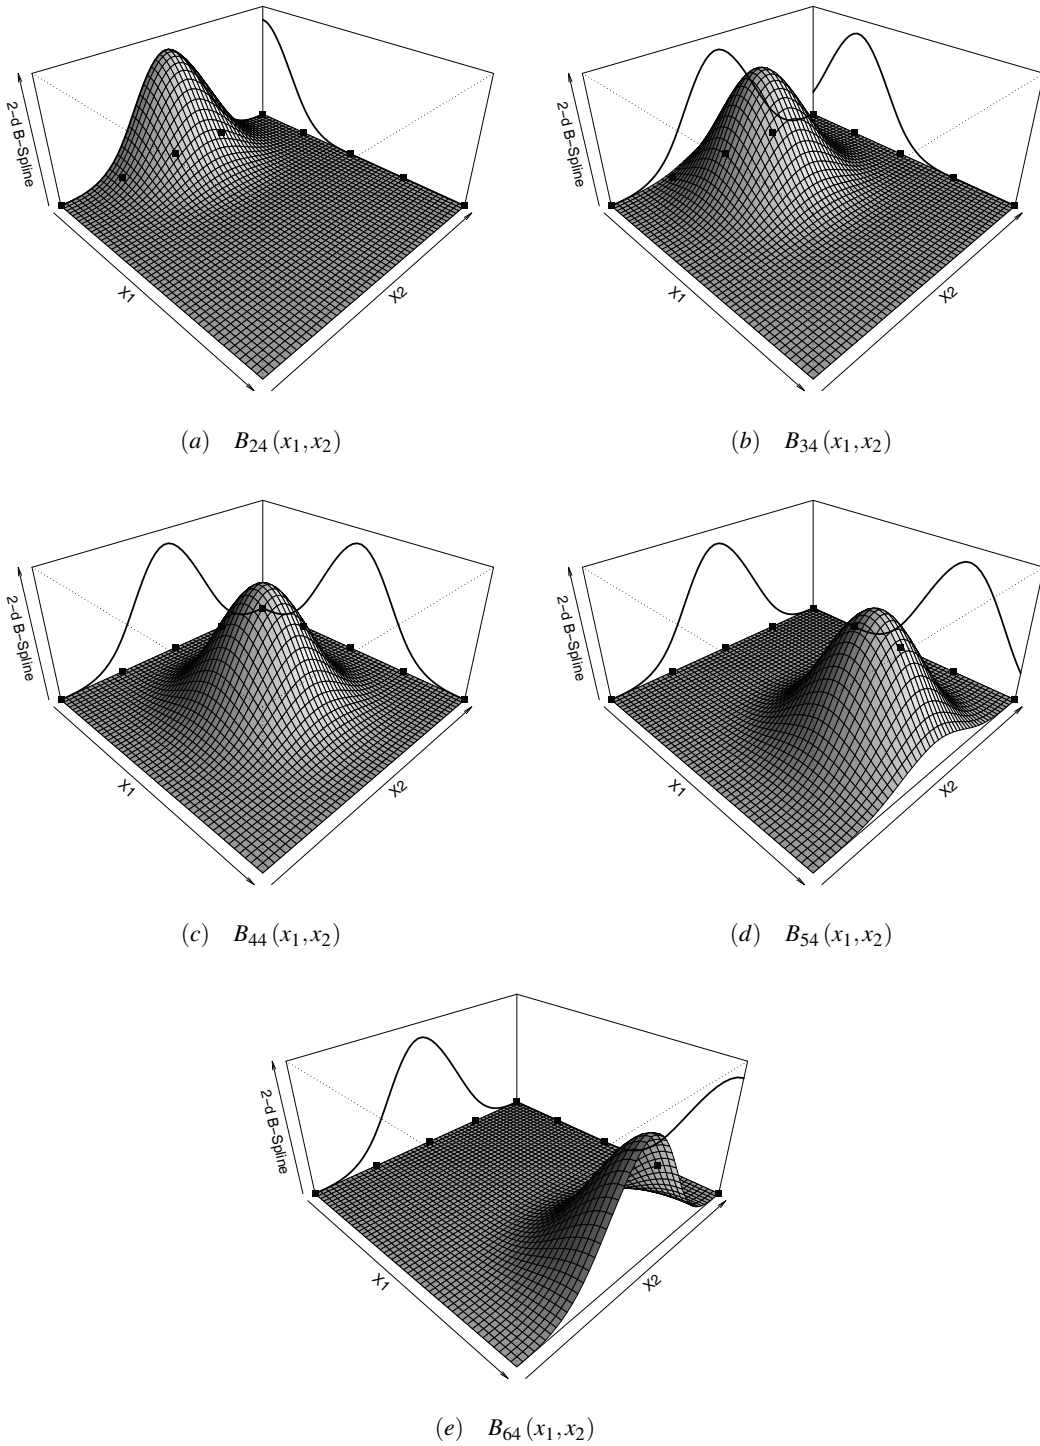 2-d B-Spline
X1
X2
(a) B24 (x1, x2)
2-d B-Spline
X1
X2
(b) B34 (x1, x2)
2-d B-Spline
X1
X2
(c) B44 (x1, x2)
2-d B-Spline
X1
X2
(d) B54 (x1, x2)
2-d B-Spline
X1
X2
(e) B64 (x1, x2)